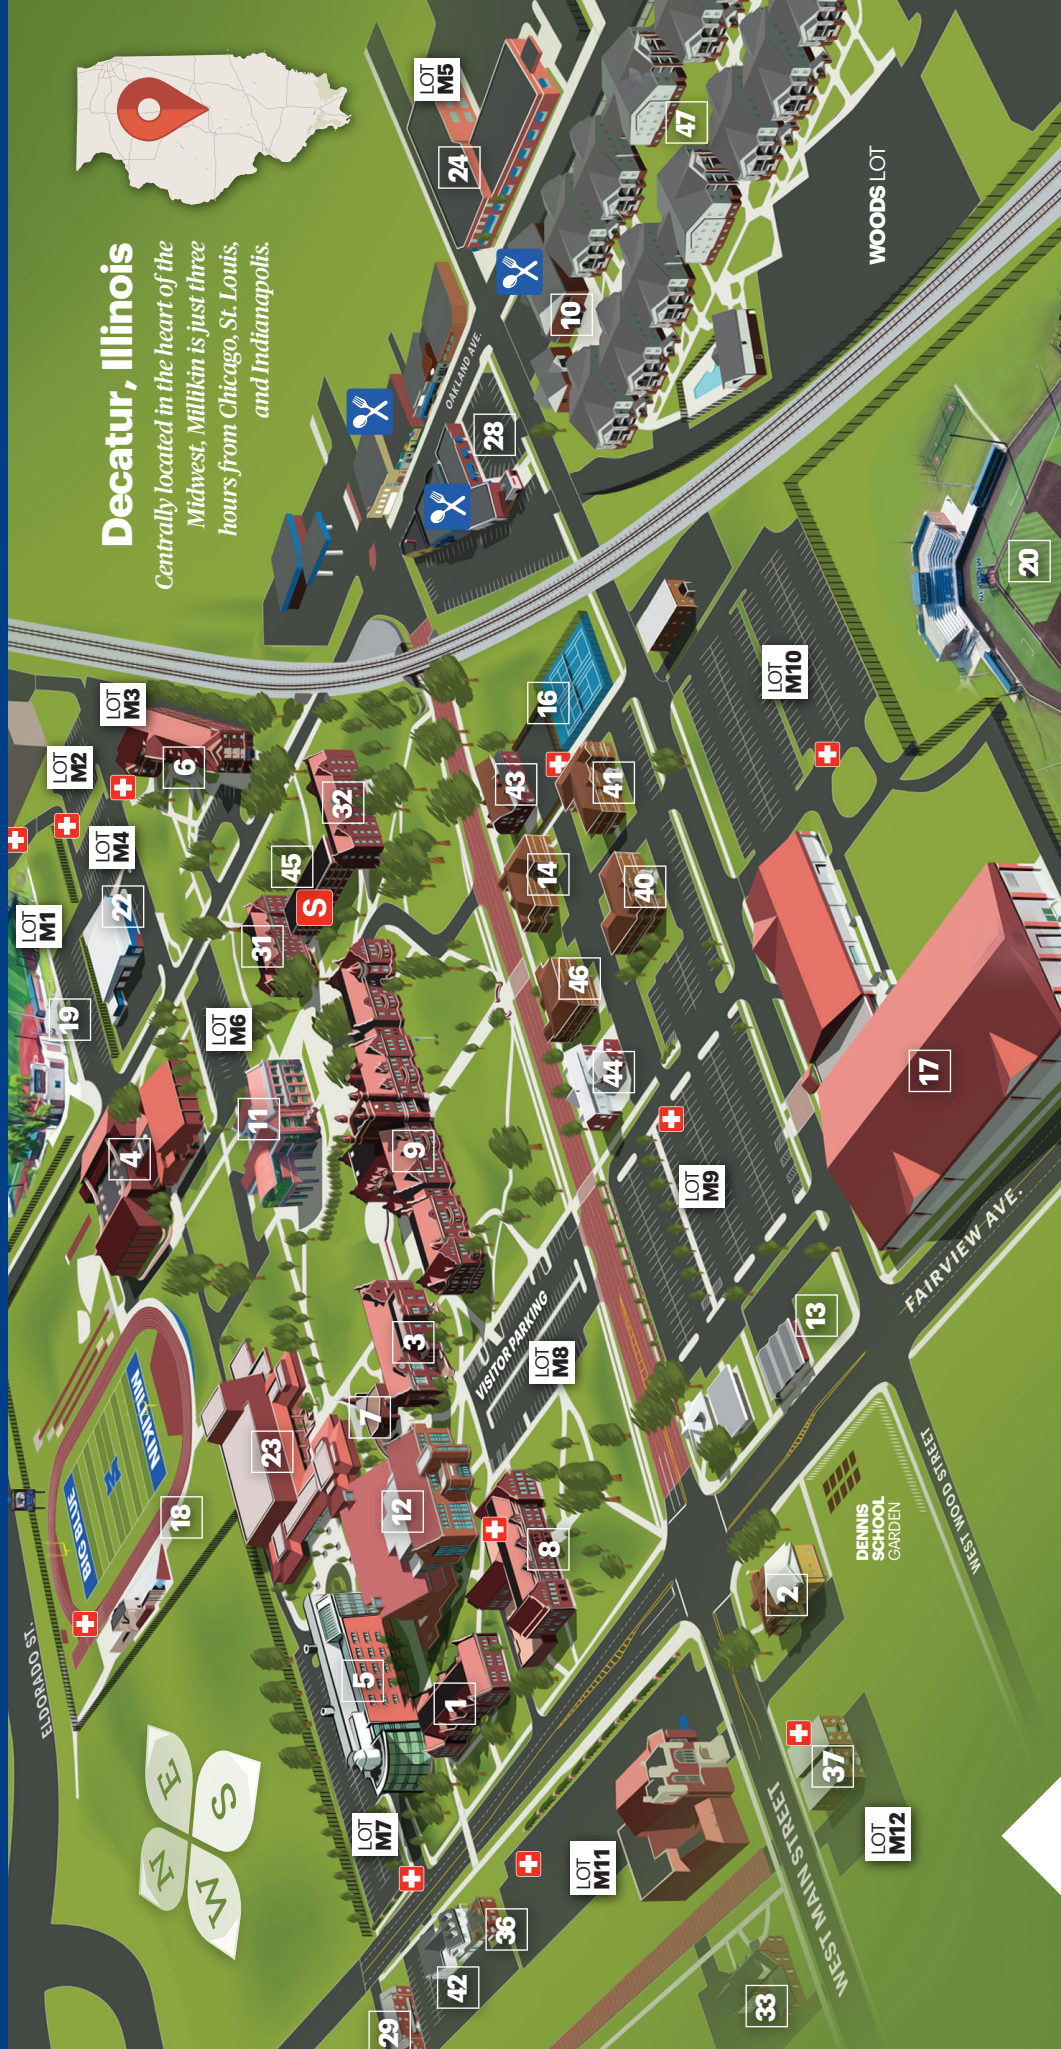 Decatur, Illinois
Centrally located in the heart of the
Midwest, Millikin is just three
hours from Chicago, St. Louis,
and Indianapolis.
LOT
M5
24
47
10
WOODS LOT
OAKLAND AVE.
28
20
MILLIKIN
LOT
M3
LOT
M2
6
LOT
M4
LOT
M1
22
19
32
45
S
31
LOT
M6
11
4
9
16
43
41
14
40
46
44
LOT
M10
LOT
M9
17
13
FAIRVIEW AVE.
3
7
VISITOR PARKING
LOT
M8
23
12
8
5
1
18
BIG BLUE
M
MILLIKIN
ELDORADO ST.
N
E
S
W
LOT
M7
2
DENNIS
SCHOOL
GARDEN
WEST WOOD STREET
WEST MAIN STREET
37
LOT
M12
LOT
M11
36
42
29
33